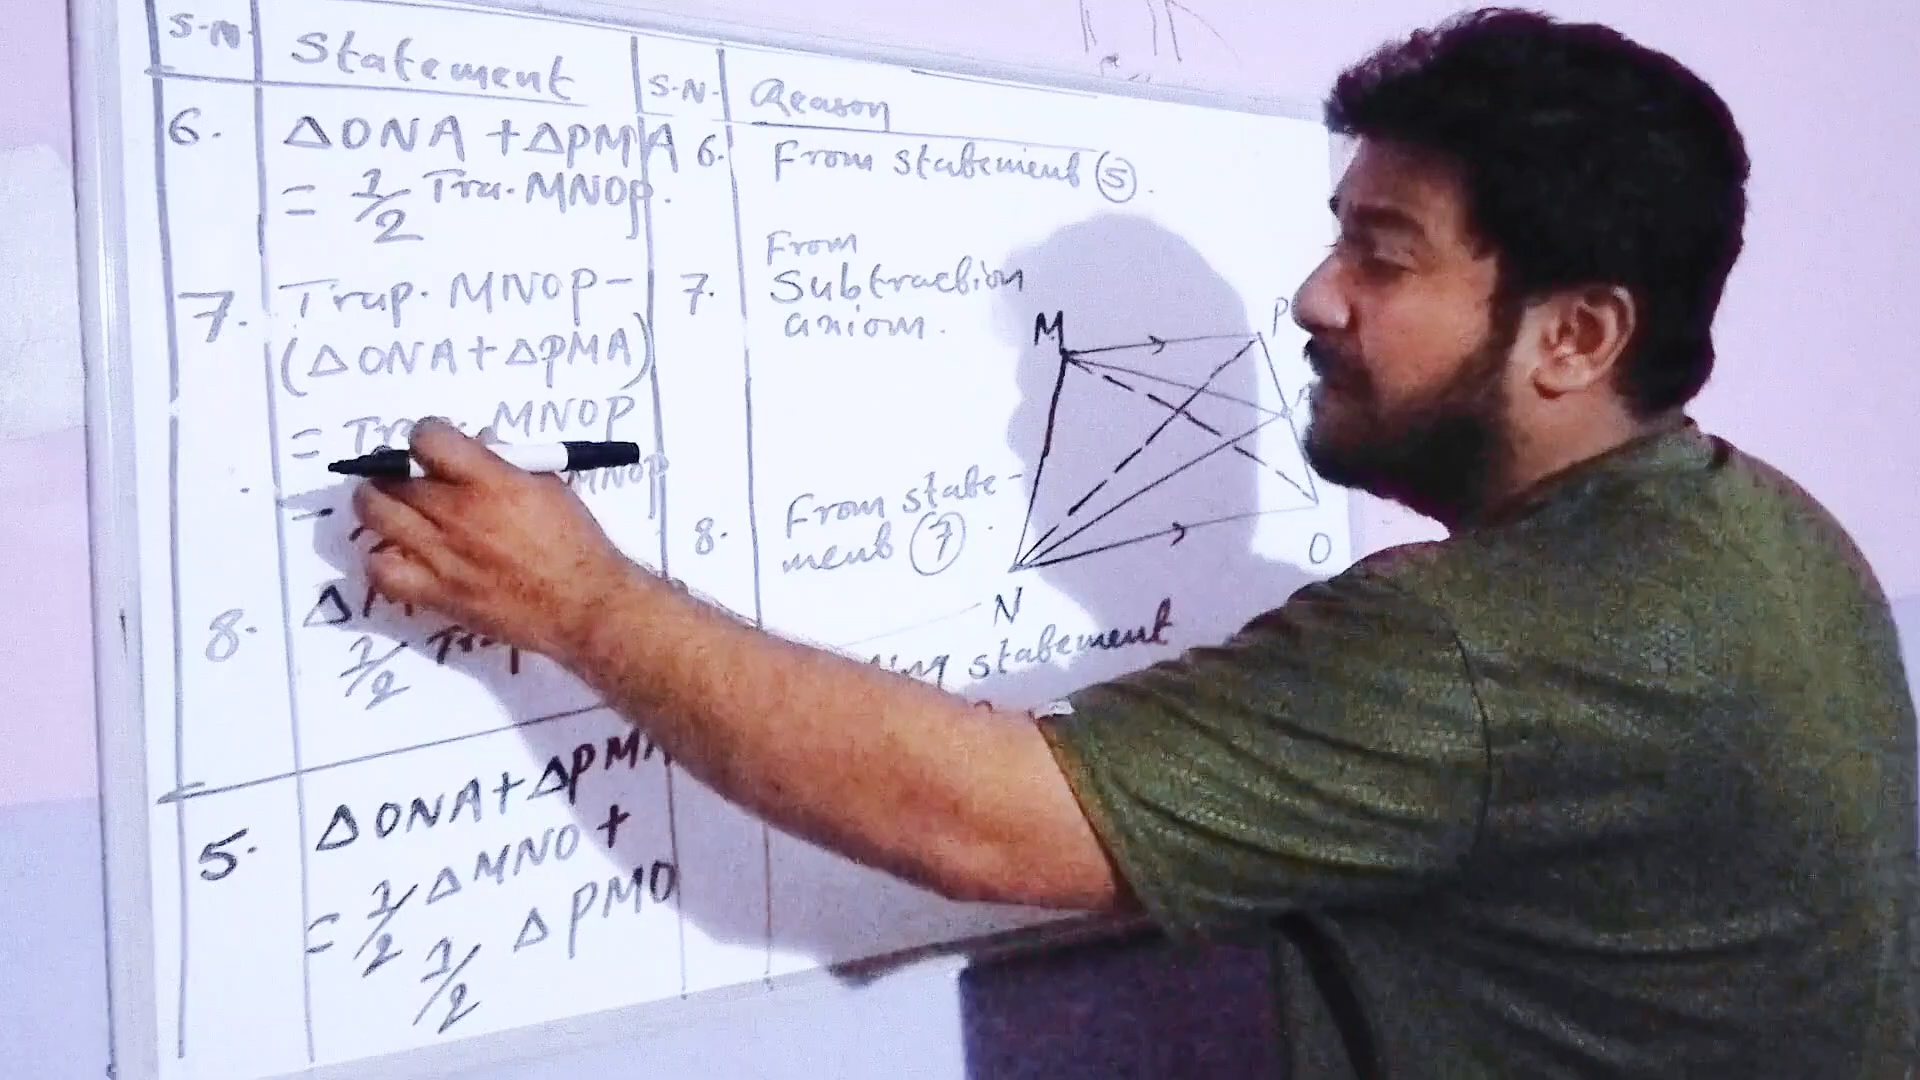 S.N. Statement S.N. Reason
6. ΔONA + ΔPMA 6. From statement (5).
= 1/2 Tra. MNOP.
7. Trap. MNOP - 7. From
Subtraction
axiom.
(ΔONA + ΔPMA)
= MNOP
MNOP
8. From state-
ment (7).
8. Δ
1/2 Trap
statement
5. ΔONA + ΔPMA
= 1/2 ΔMNO +
1/2 ΔPMO
M
P
O
N